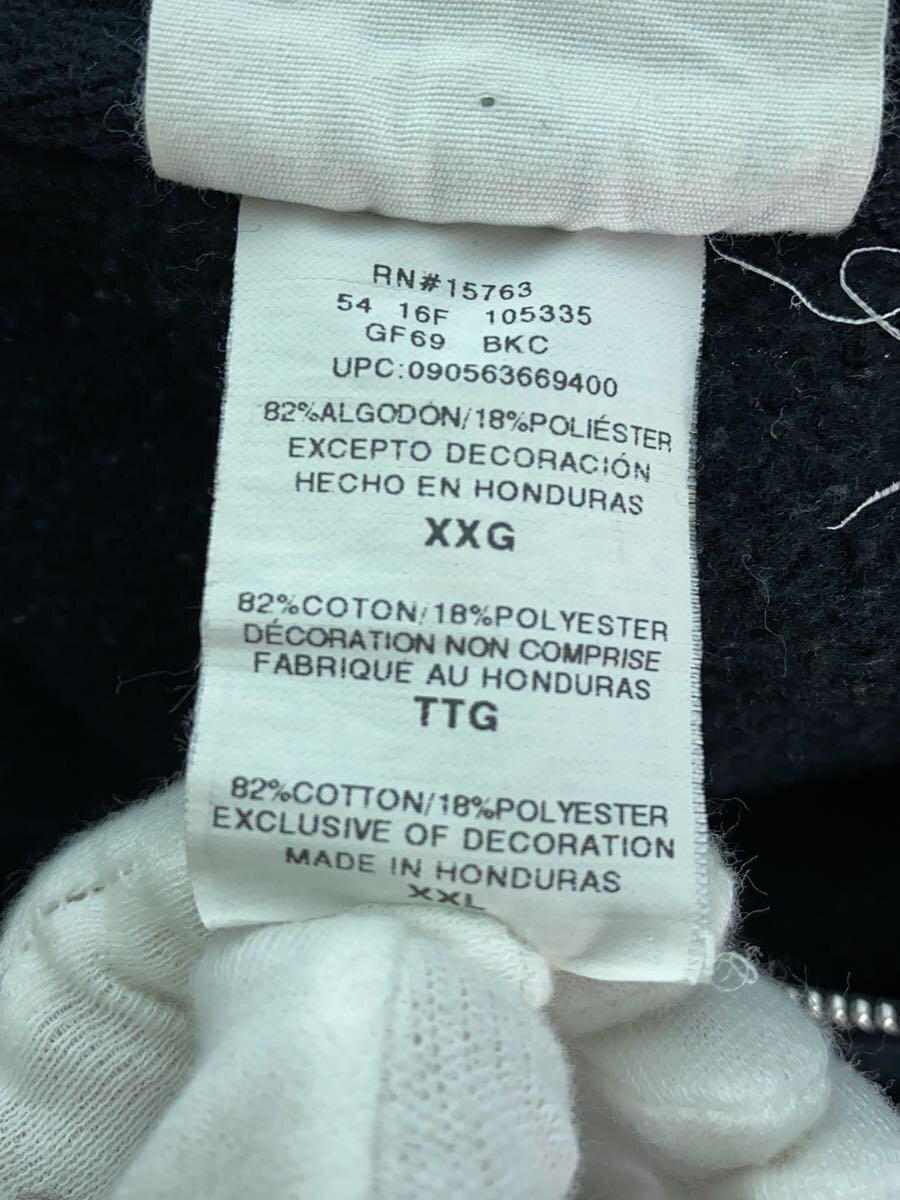 RN#15763
54 16F 105335
GF69 BKC
UPC:090563669400
82%ALGODÓN/18%POLIÉSTER
EXCEPTO DECORACIÓN
HECHO EN HONDURAS
XXG
82%COTON/18%POLYESTER
DÉCORATION NON COMPRISE
FABRIQUÉ AU HONDURAS
TTG
82%COTTON/18%POLYESTER
EXCLUSIVE OF DECORATION
MADE IN HONDURAS
XXL